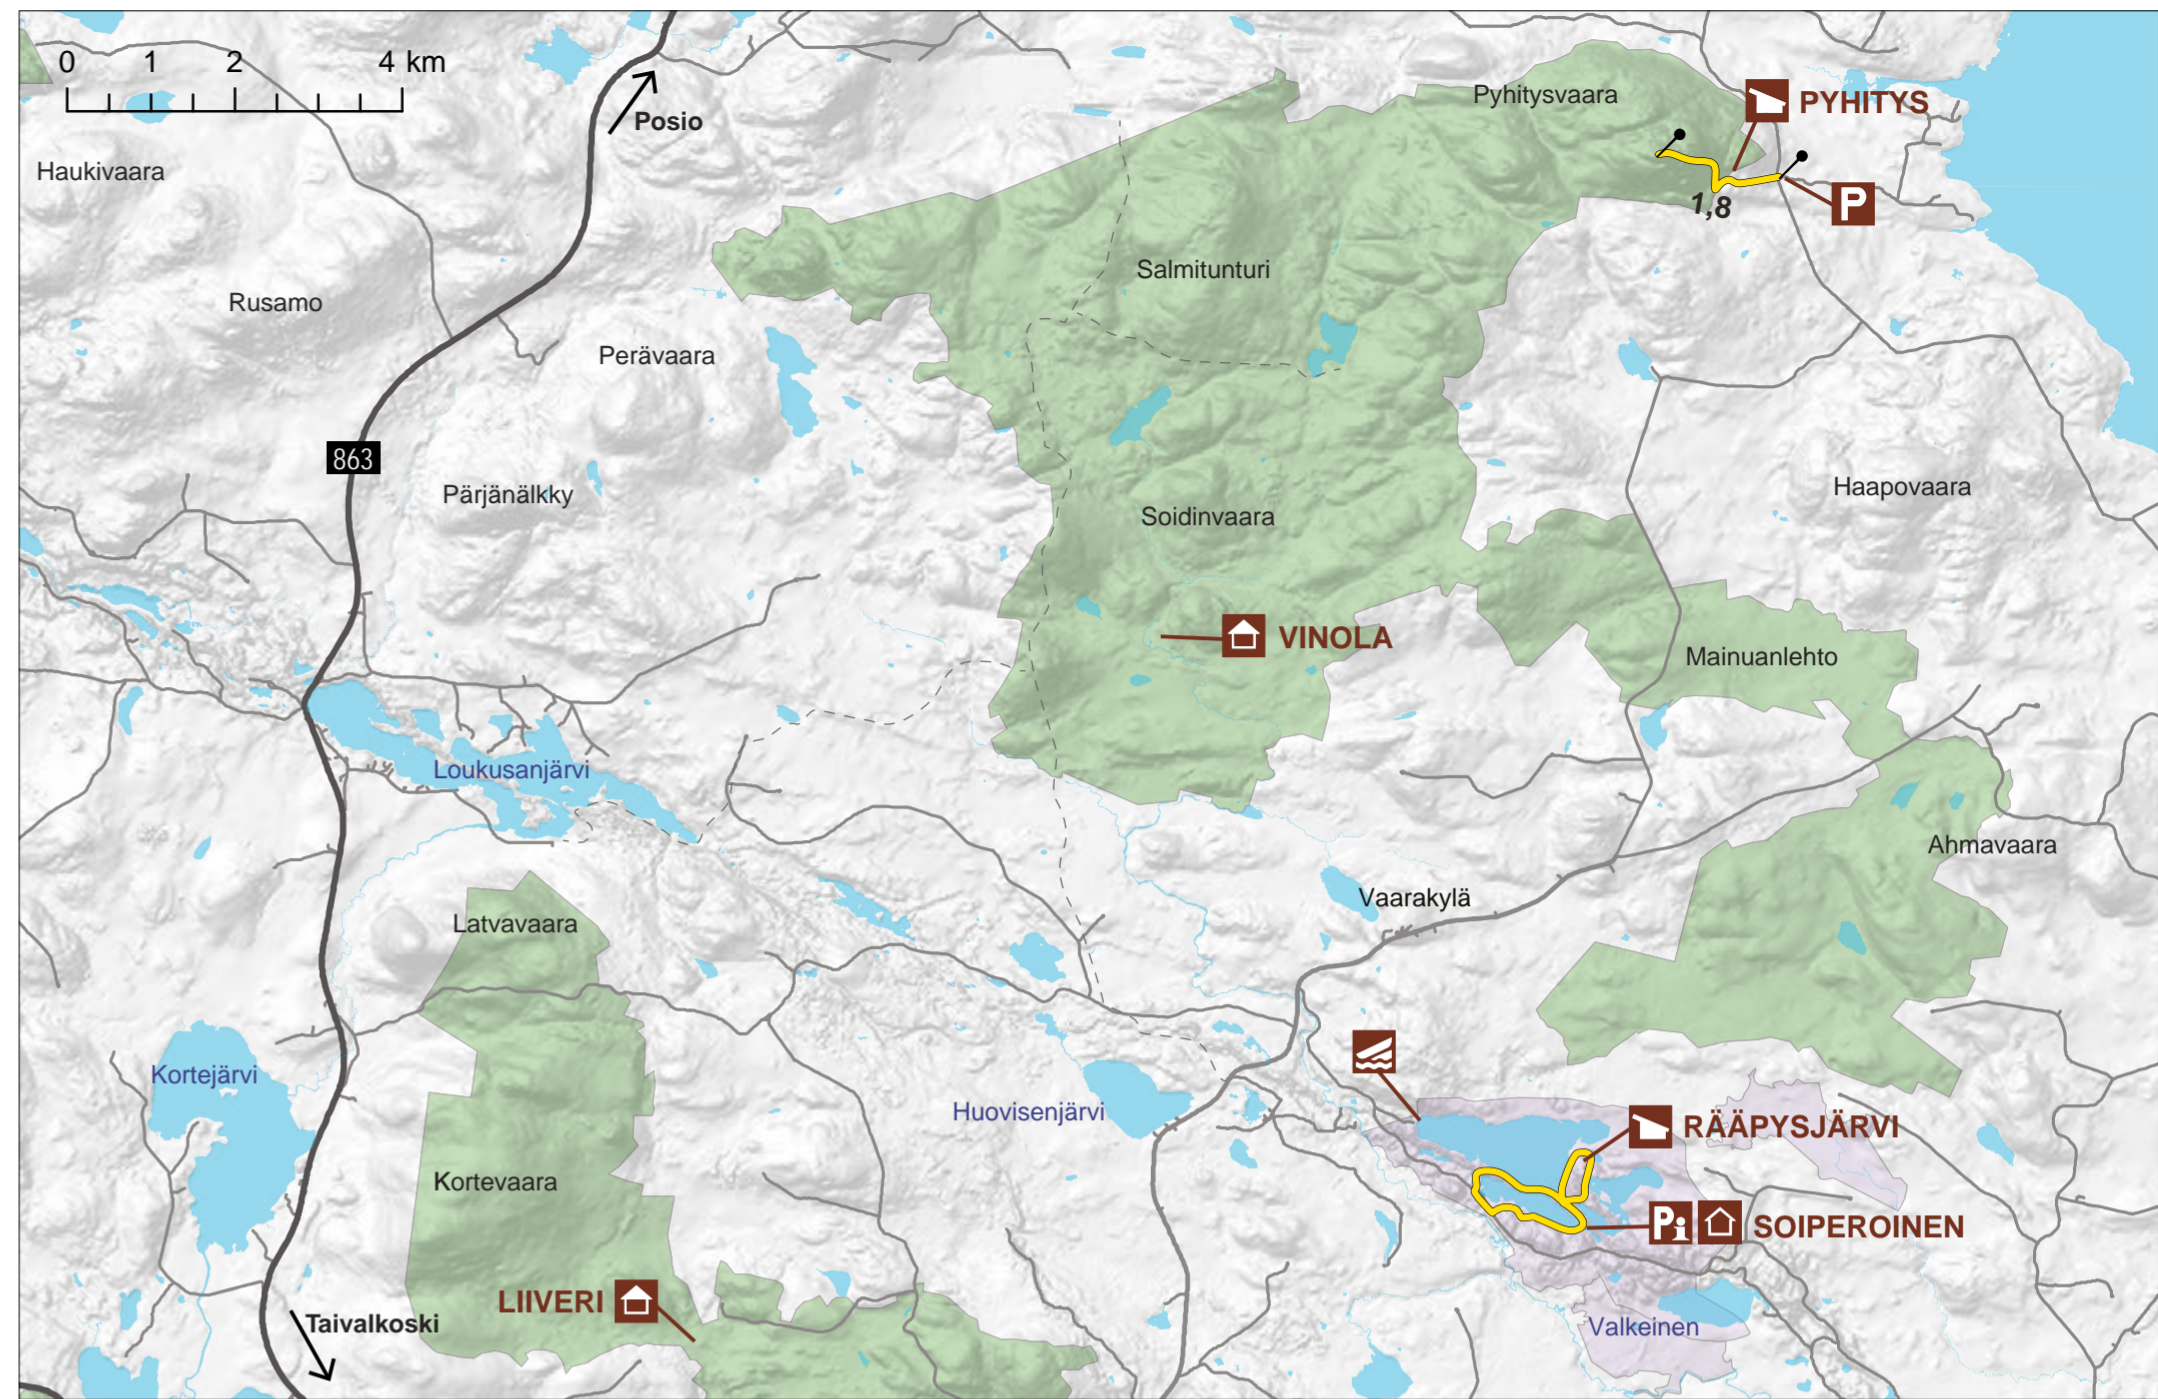 0 1 2 4 km
Posio
Pyhitysvaara
PYHITYS
Haukivaara
1,8
P
Salmitunturi
Rusamo
Perävaara
863
Pärjänälkky
Haapovaara
Soidinvaara
VINOLA
Mainuanlehto
Loukusanjärvi
Ahmavaara
Vaarakylä
Latvavaara
Kortejärvi
Huovisenjärvi
RÄÄPYSJÄRVI
Kortevaara
Pi SOIPEROINEN
LIIVERI
Taivalkoski
Valkeinen